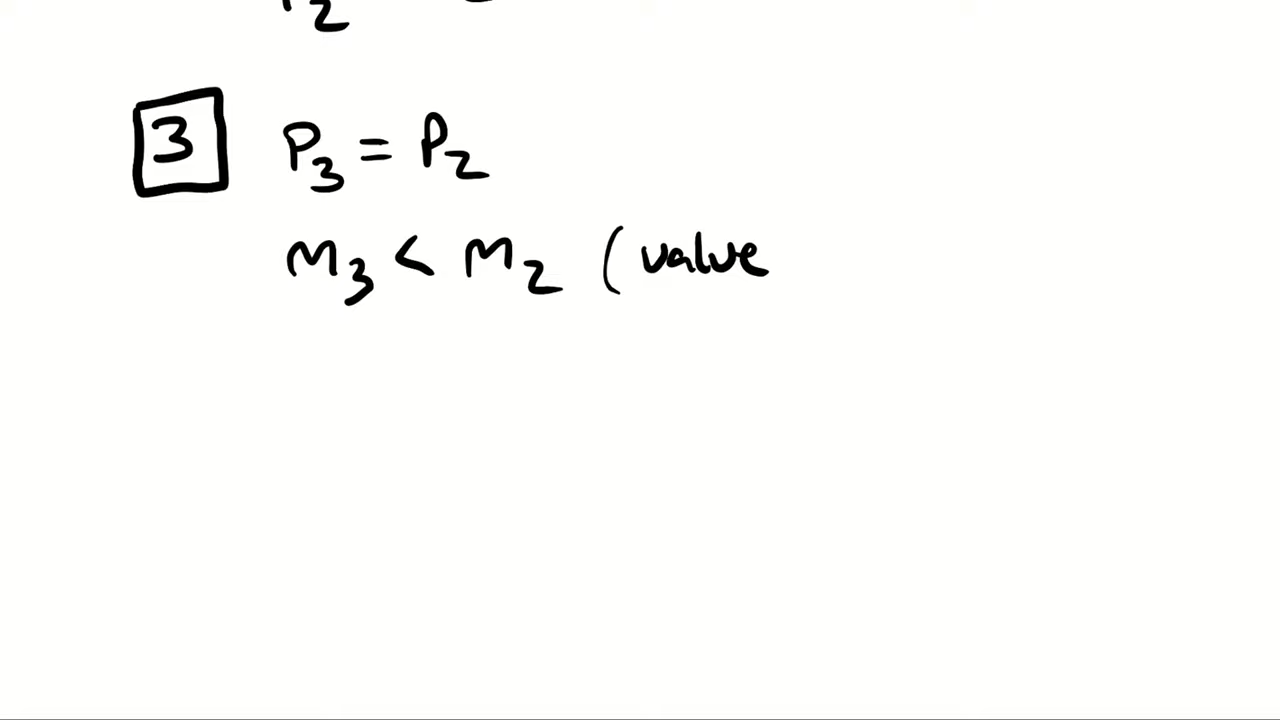 3 P₃ = P₂
M₃ < M₂ (value